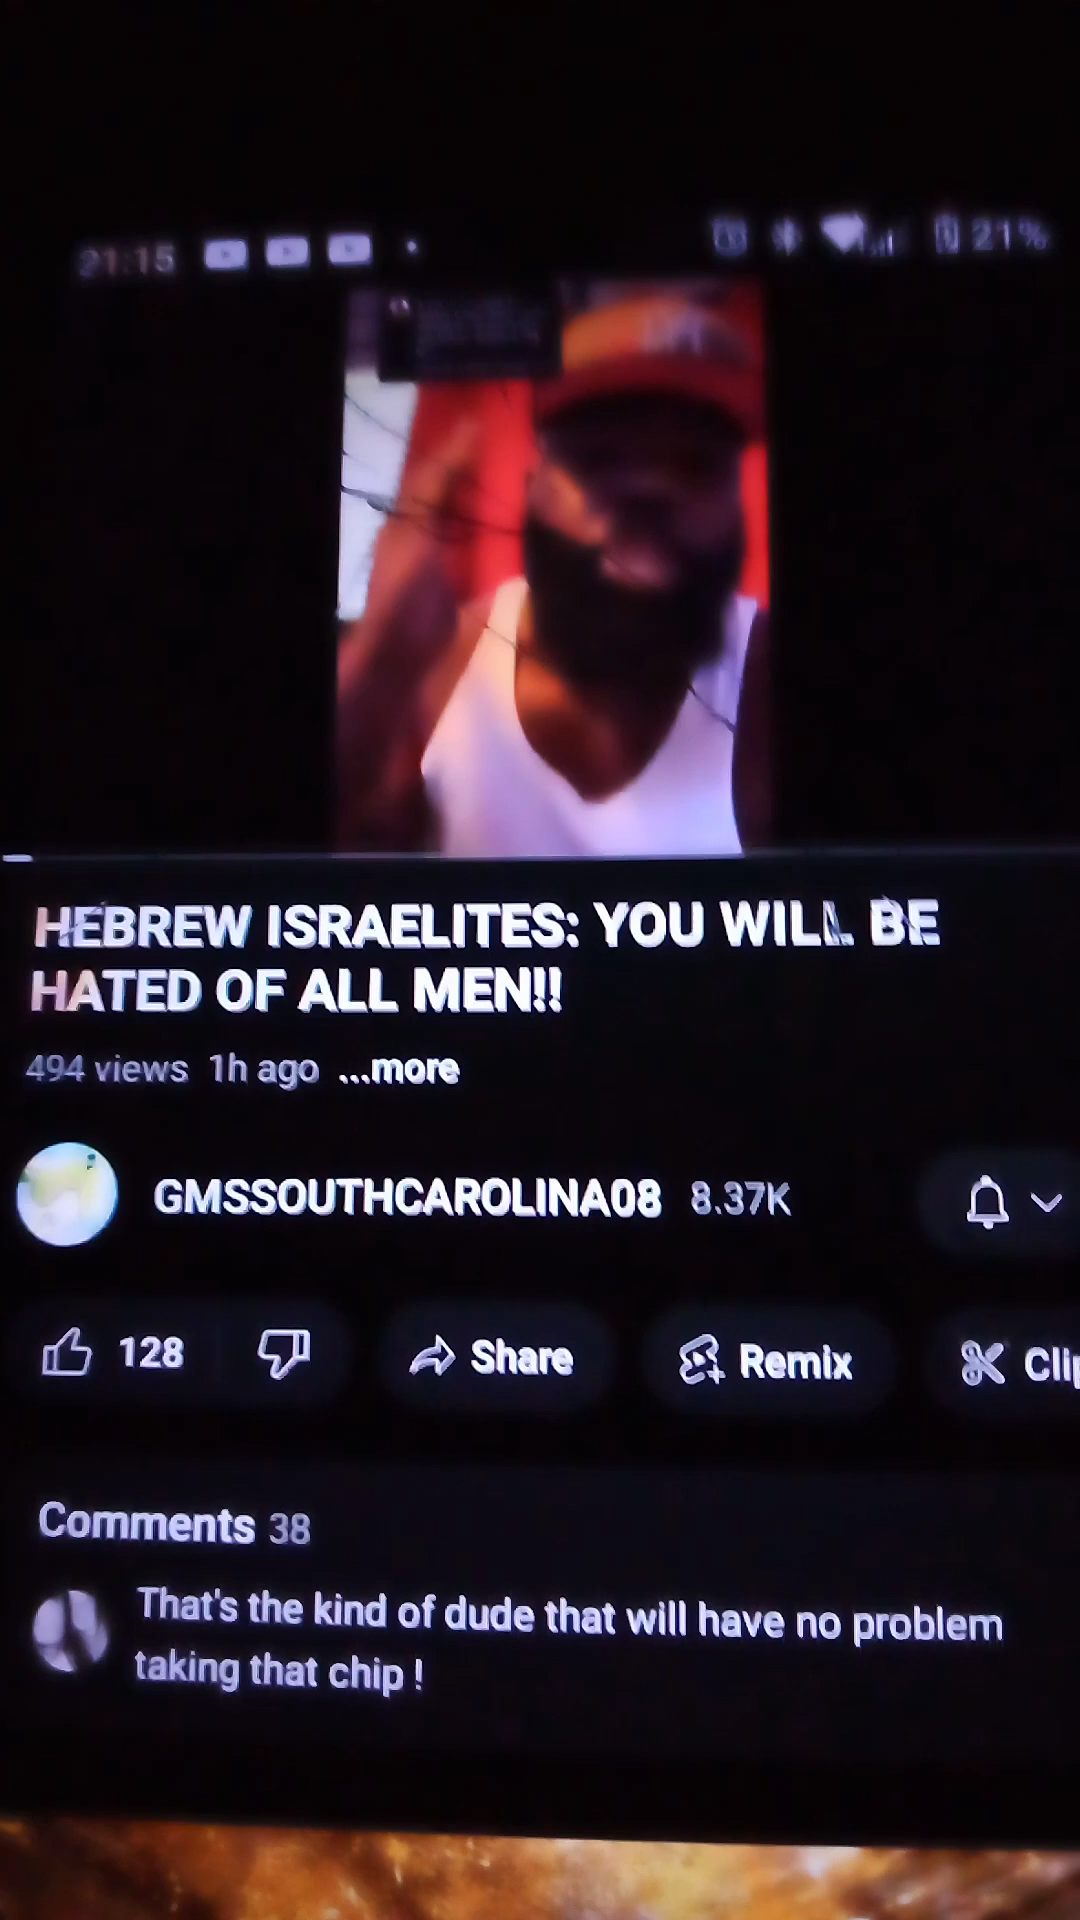 21:15 21%
HEBREW ISRAELITES: YOU WILL BE
HATED OF ALL MEN!!
494 views 1h ago ...more
GMSSOUTHCAROLINA08 8.37K
128 Share Remix Clip
Comments 38
That's the kind of dude that will have no problem
taking that chip !